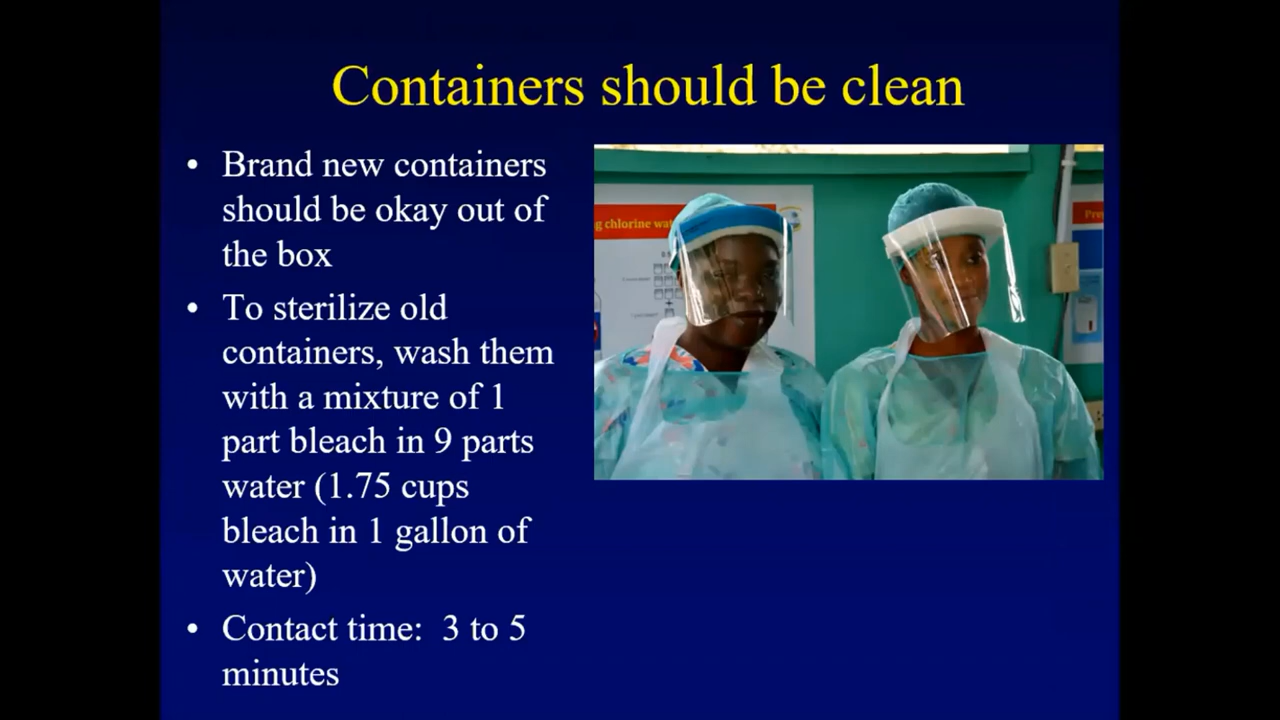 Containers should be clean
• Brand new containers
should be okay out of
the box
• To sterilize old
containers, wash them
with a mixture of 1
part bleach in 9 parts
water (1.75 cups
bleach in 1 gallon of
water)
• Contact time: 3 to 5
minutes
g chlorine wat
Pre